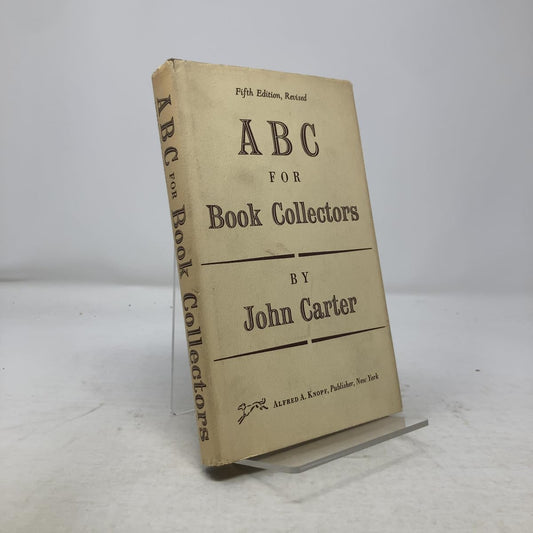 Fifth Edition, Revised
ABC
FOR
Book Collectors
BY
John Carter
ALFRED A. KNOPF, Publisher, New York
ABC FOR Book Collectors